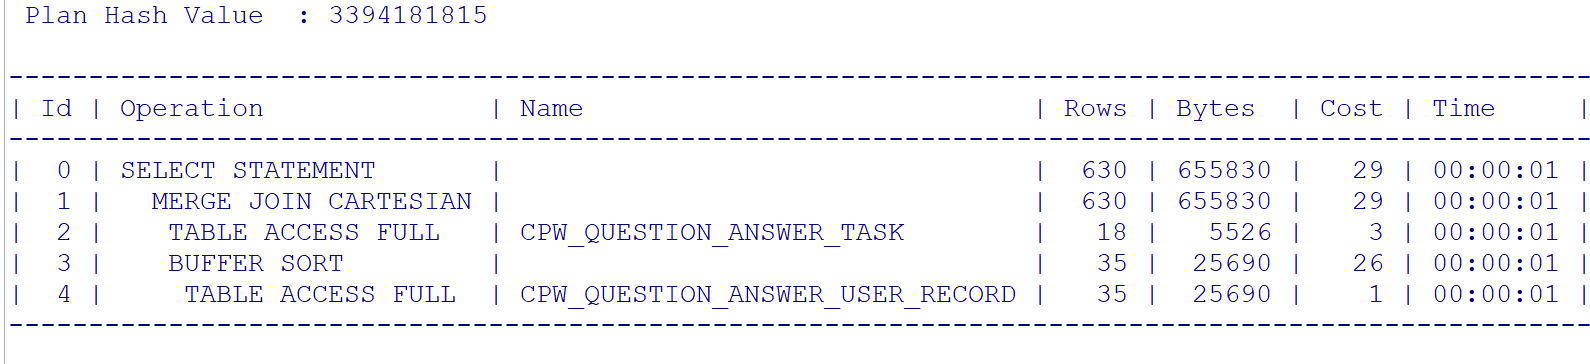 Plan Hash Value  : 3394181815
---------------------------------------------------------------------------------------------------
| Id | Operation              | Name                             | Rows | Bytes  | Cost | Time     |
---------------------------------------------------------------------------------------------------
|  0 | SELECT STATEMENT       |                                  |  630 | 655830 |   29 | 00:00:01 |
|  1 |   MERGE JOIN CARTESIAN |                                  |  630 | 655830 |   29 | 00:00:01 |
|  2 |    TABLE ACCESS FULL   | CPW_QUESTION_ANSWER_TASK        |   18 |   5526 |    3 | 00:00:01 |
|  3 |    BUFFER SORT         |                                  |   35 |  25690 |   26 | 00:00:01 |
|  4 |     TABLE ACCESS FULL  | CPW_QUESTION_ANSWER_USER_RECORD |   35 |  25690 |    1 | 00:00:01 |
---------------------------------------------------------------------------------------------------